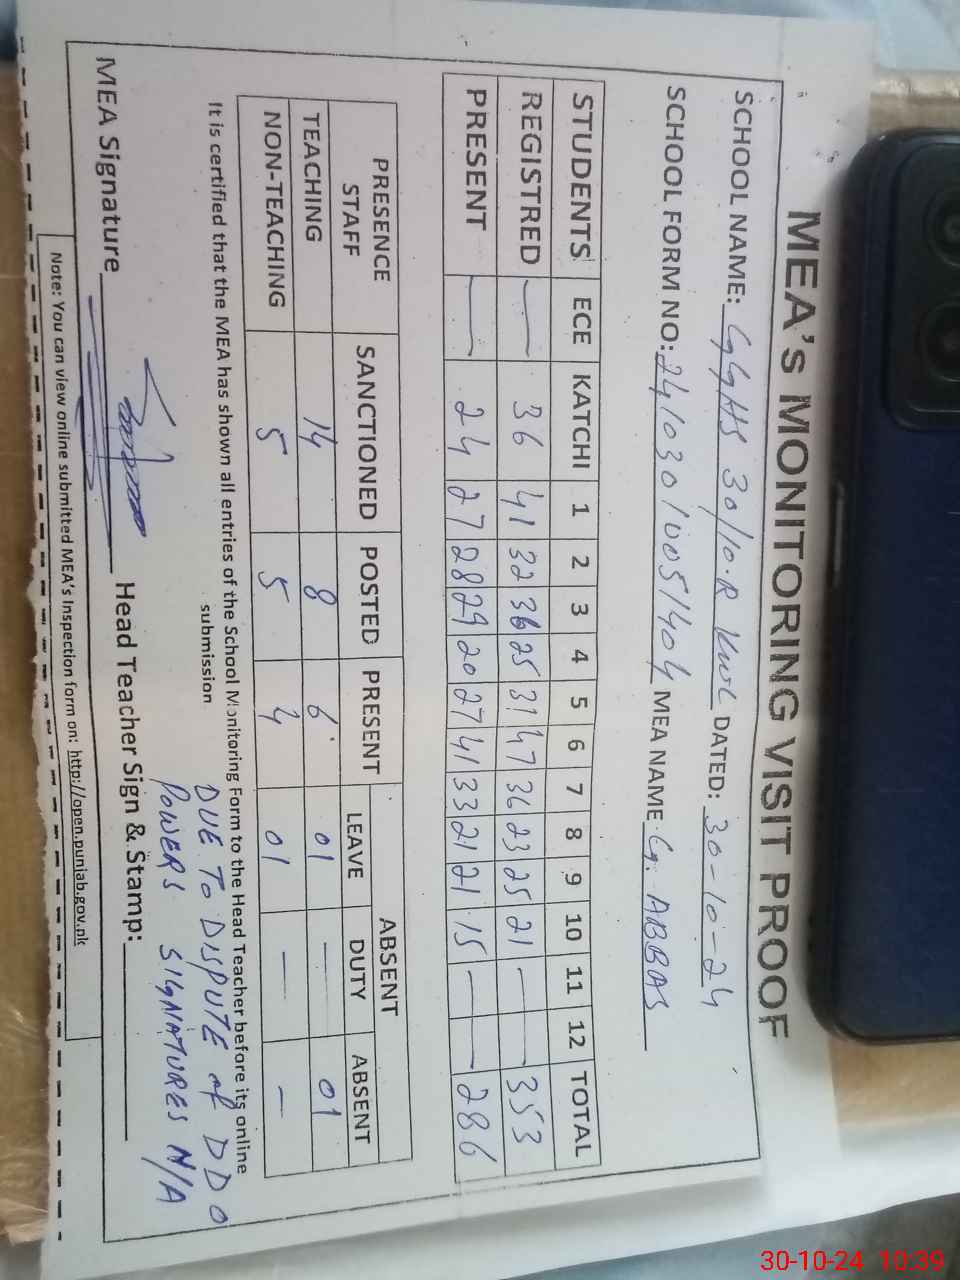 MEA's MONITORING VISIT PROOF
SCHOOL NAME: GGHS 30/10.R KWL DATED: 30-10-24
SCHOOL FORM NO: 24103010051404 MEA NAME G. ABBAS
STUDENTS ECE KATCHI 1 2 3 4 5 6 7 8 9 10 11 12 TOTAL
REGISTRED — 36 41 32 36 25 31 47 36 23 25 21 — — 353
PRESENT — 24 27 28 29 20 27 41 33 21 21 15 — — 286
PRESENCE STAFF SANCTIONED POSTED PRESENT ABSENT
LEAVE DUTY ABSENT
TEACHING 14 8 6 01 — 01
NON-TEACHING 5 5 4 01 — —
It is certified that the MEA has shown all entries of the School Monitoring Form to the Head Teacher before its online
submission
DUE TO DISPUTE of DDO
POWERS SIGNATURES N/A
MEA Signature Head Teacher Sign & Stamp:
Note: You can view online submitted MEA's Inspection form on: http://open.punjab.gov.pk
30-10-24 10:39